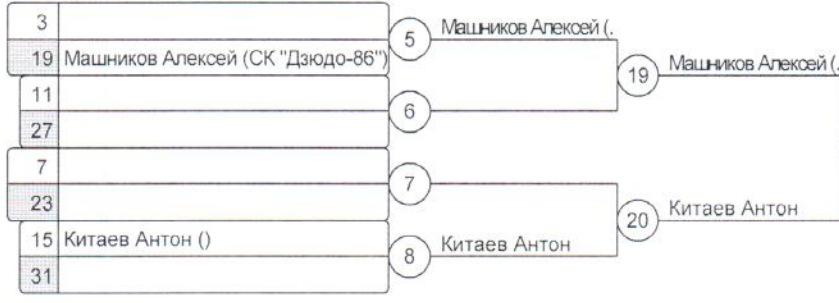 3
19 Машников Алексей (СК "Дзюдо-86")
5
Машников Алексей (.
11
27
6
19
Машников Алексей (.
7
23
7
15 Китаев Антон ()
31
8
Китаев Антон
20
Китаев Антон